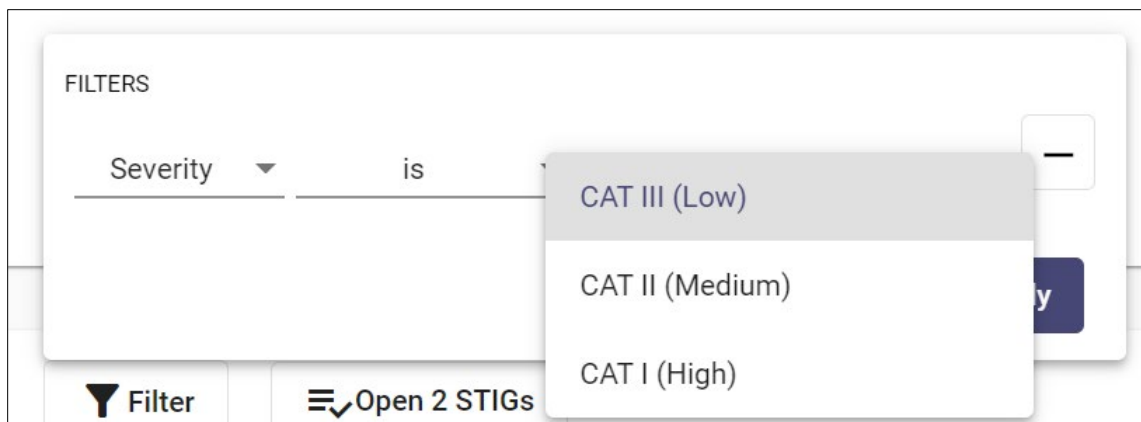 FILTERS
Severity is
CAT III (Low)
CAT II (Medium)
CAT I (High)
Filter Open 2 STIGs